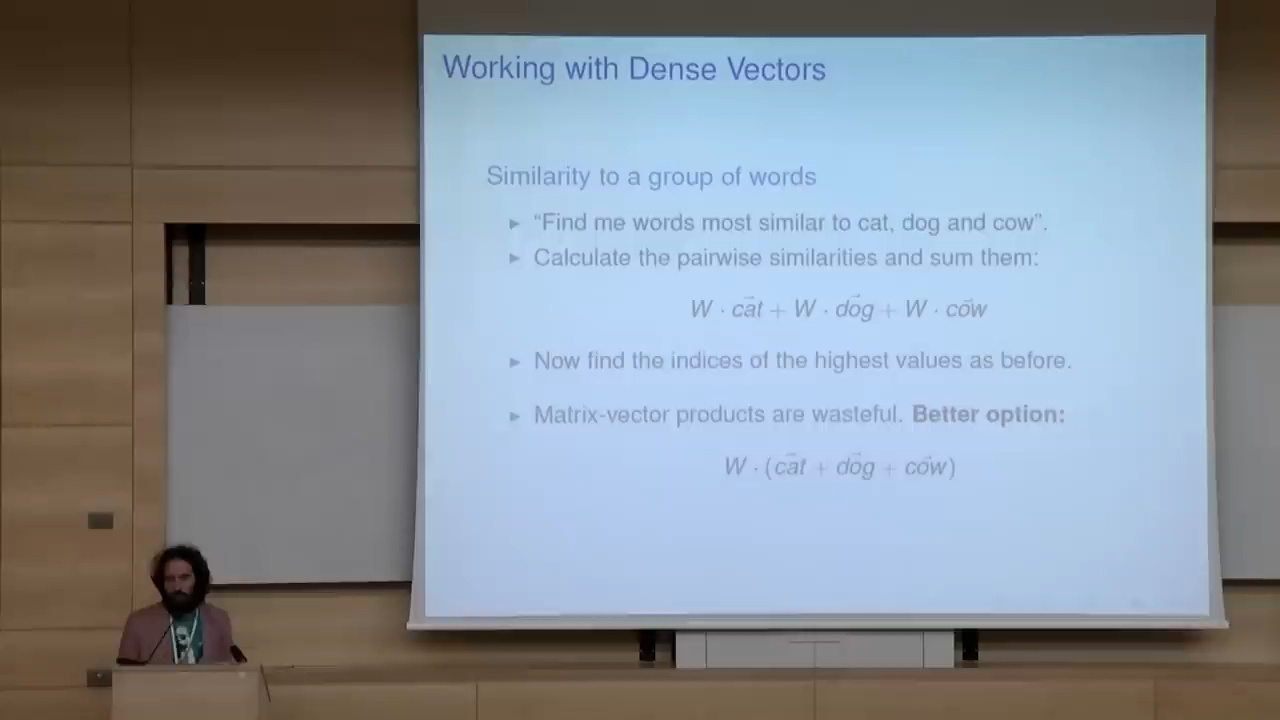 Working with Dense Vectors
Similarity to a group of words
► “Find me words most similar to cat, dog and cow”.
► Calculate the pairwise similarities and sum them:
W · cat⃗ + W · dog⃗ + W · cow⃗
► Now find the indices of the highest values as before.
► Matrix-vector products are wasteful. Better option:
W · (cat⃗ + dog⃗ + cow⃗)